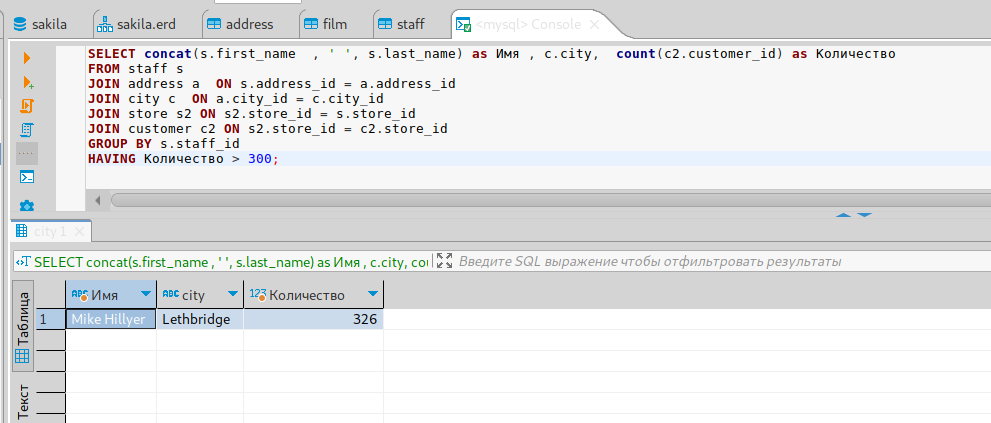 sakila sakila.erd address film staff <mysql> Console
SELECT concat(s.first_name , ' ', s.last_name) as Имя , c.city, count(c2.customer_id) as Количество
FROM staff s
JOIN address a ON s.address_id = a.address_id
JOIN city c ON a.city_id = c.city_id
JOIN store s2 ON s2.store_id = s.store_id
JOIN customer c2 ON s2.store_id = c2.store_id
GROUP BY s.staff_id
HAVING Количество > 300;
city 1
SELECT concat(s.first_name , ' ', s.last_name) as Имя , c.city, cou
Введите SQL выражение чтобы отфильтровать результаты
Таблица
ABC Имя ABC city 123 Количество
1 Mike Hillyer Lethbridge 326
Текст